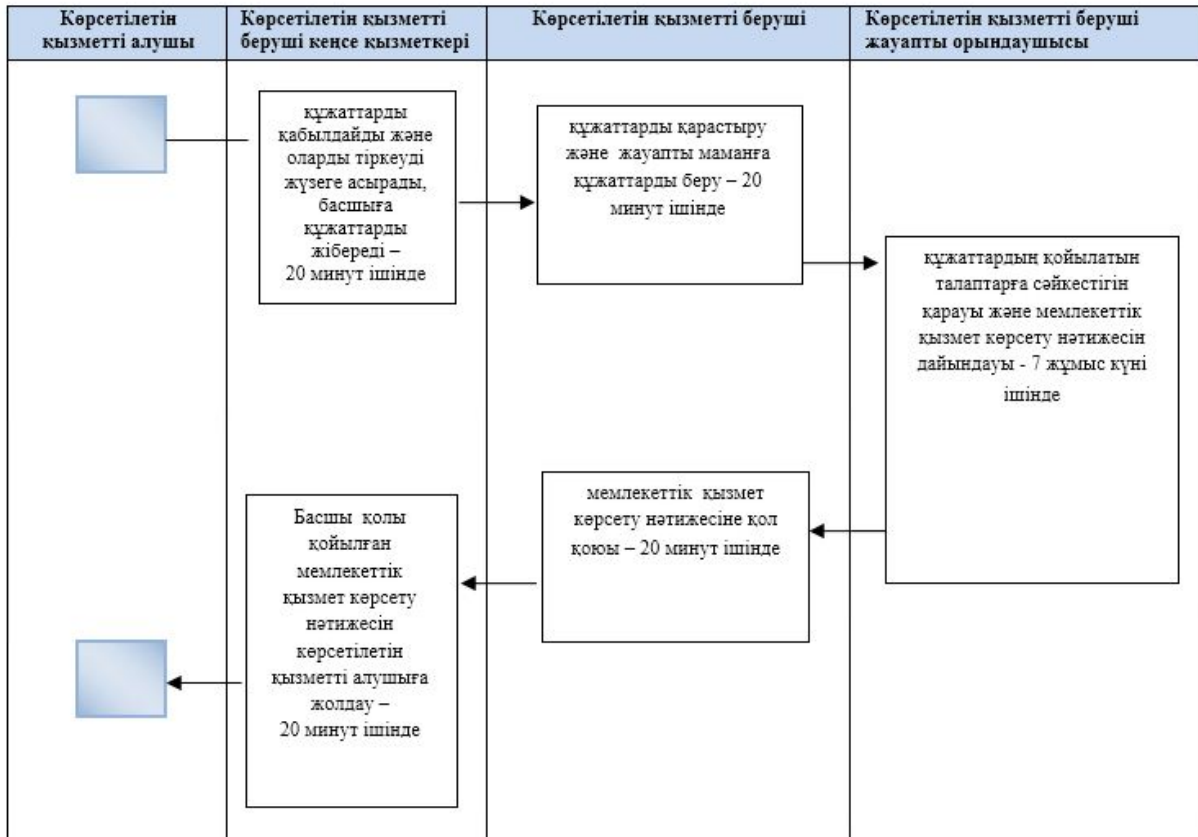 Көрсетілетін
қызметті алушы
Көрсетілетін қызметті
беруші кеңсе қызметкері
Көрсетілетін қызметті беруші
Көрсетілетін қызметті беруші
жауапты орындаушысы
құжаттарды
қабылдайды және
оларды тіркеуді
жүзеге асырады,
басшыға
құжаттарды
жібереді –
20 минут ішінде
құжаттарды қарастыру
және жауапты маманға
құжаттарды беру – 20
минут ішінде
құжаттардың қойылатын
талаптарға сәйкестігін
қарауы және мемлекеттік
қызмет көрсету нәтижесін
дайындауы - 7 жұмыс күні
ішінде
мемлекеттік қызмет
көрсету нәтижесіне қол
қоюы – 20 минут ішінде
Басшы қолы
қойылған
мемлекеттік
қызмет көрсету
нәтижесін
көрсетілетін
қызметті алушыға
жолдау –
20 минут ішінде